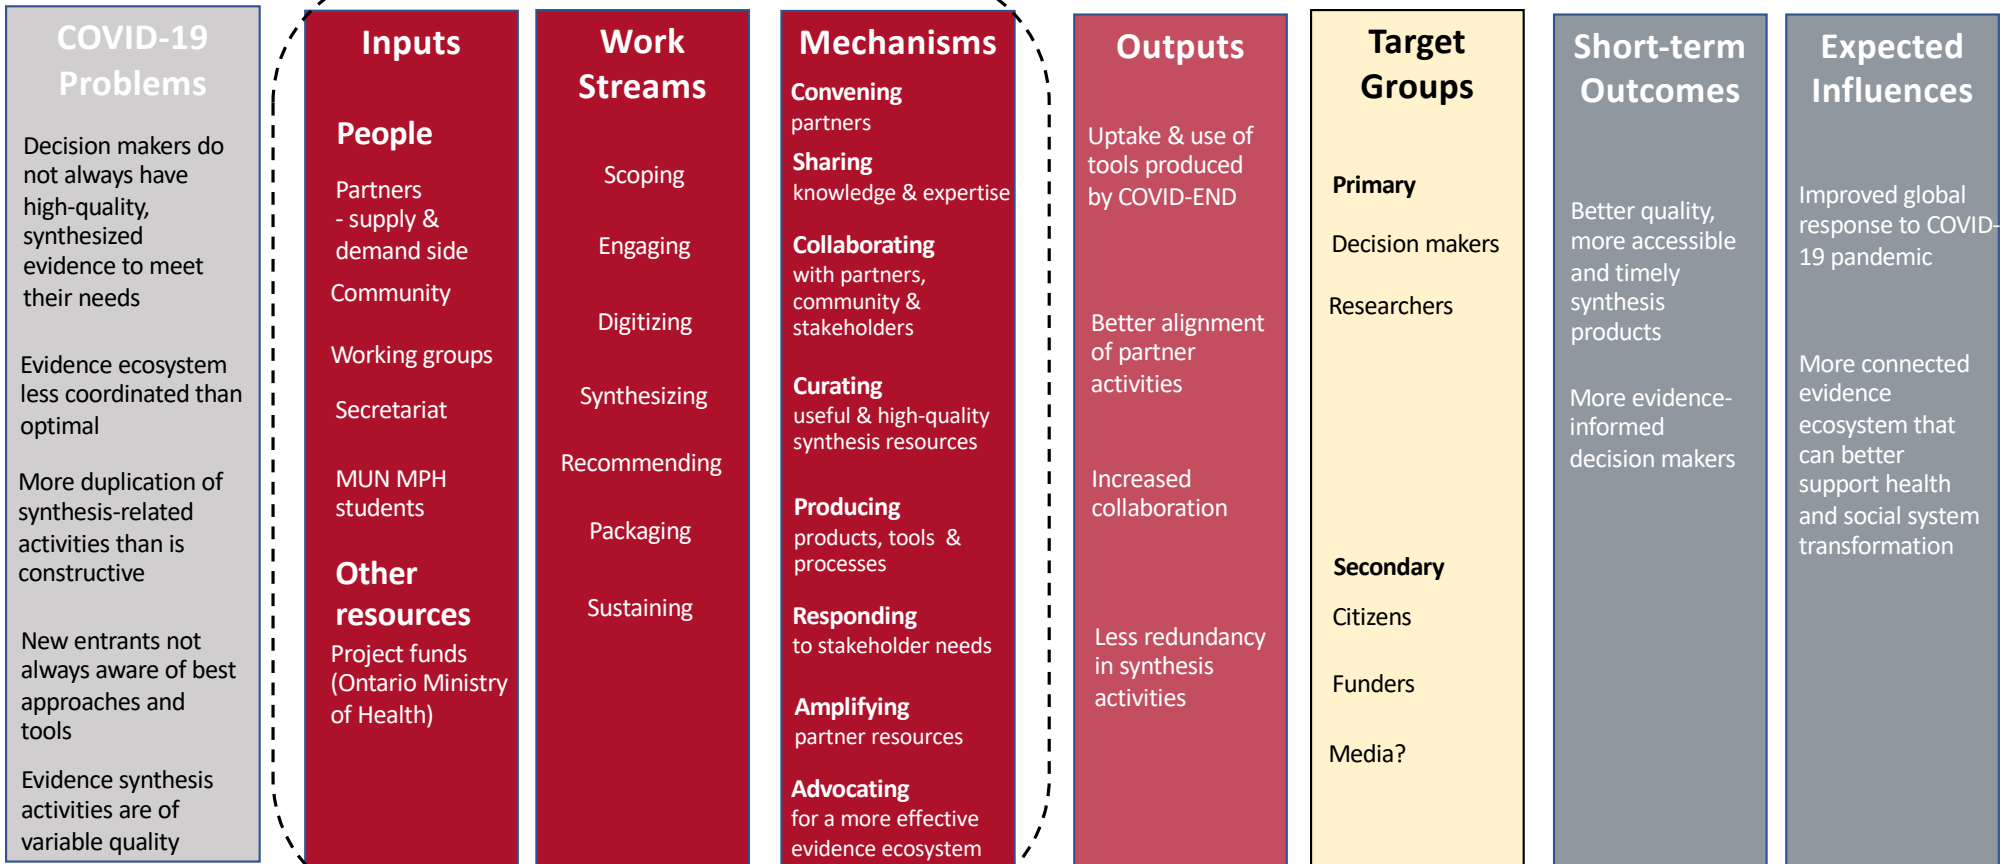 COVID-19
Problems
Decision makers do
not always have
high-quality,
synthesized
evidence to meet
their needs
Evidence ecosystem
less coordinated than
optimal
More duplication of
synthesis-related
activities than is
constructive
New entrants not
always aware of best
approaches and
tools
Evidence synthesis
activities are of
variable quality
Inputs
People
Partners
- supply &
demand side
Community
Working groups
Secretariat
MUN MPH
students
Other
resources
Project funds
(Ontario Ministry
of Health)
Work
Streams
Scoping
Engaging
Digitizing
Synthesizing
Recommending
Packaging
Sustaining
Mechanisms
Convening
partners
Sharing
knowledge & expertise
Collaborating
with partners,
community &
stakeholders
Curating
useful & high-quality
synthesis resources
Producing
products, tools &
processes
Responding
to stakeholder needs
Amplifying
partner resources
Advocating
for a more effective
evidence ecosystem
Outputs
Uptake & use of
tools produced
by COVID-END
Better alignment
of partner
activities
Increased
collaboration
Less redundancy
in synthesis
activities
Target
Groups
Primary
Decision makers
Researchers
Secondary
Citizens
Funders
Media?
Short-term
Outcomes
Better quality,
more accessible
and timely
synthesis
products
More evidence-
informed
decision makers
Expected
Influences
Improved global
response to COVID-
19 pandemic
More connected
evidence
ecosystem that
can better
support health
and social system
transformation